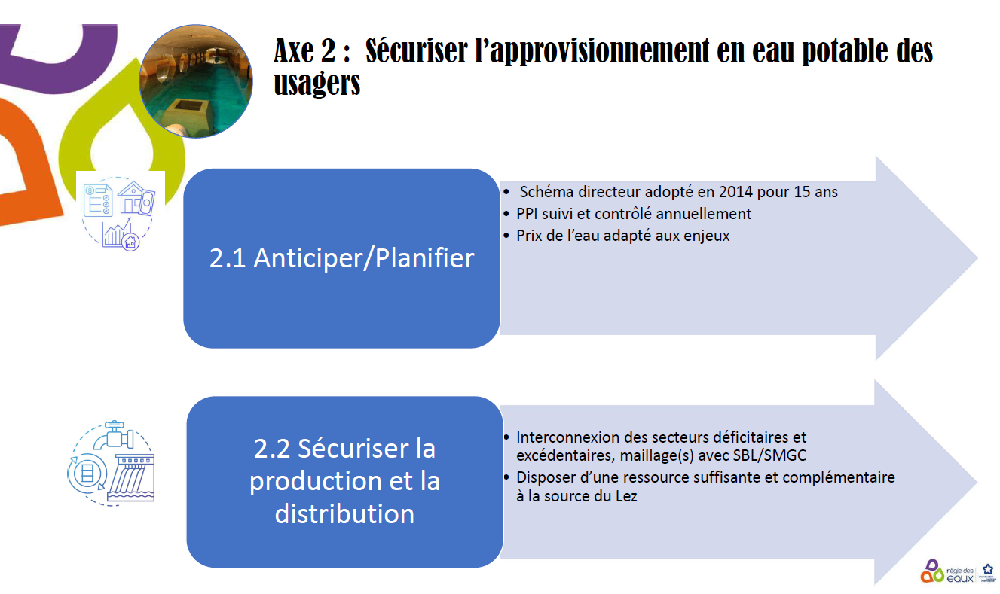 Axe 2 :  Sécuriser l’approvisionnement en eau potable des
usagers
2.1 Anticiper/Planifier
• Schéma directeur adopté en 2014 pour 15 ans
• PPI suivi et contrôlé annuellement
• Prix de l’eau adapté aux enjeux
2.2 Sécuriser la
production et la
distribution
• Interconnexion des secteurs déficitaires et
excédentaires, maillage(s) avec SBL/SMGC
• Disposer d’une ressource suffisante et complémentaire
à la source du Lez
régie des
eaux